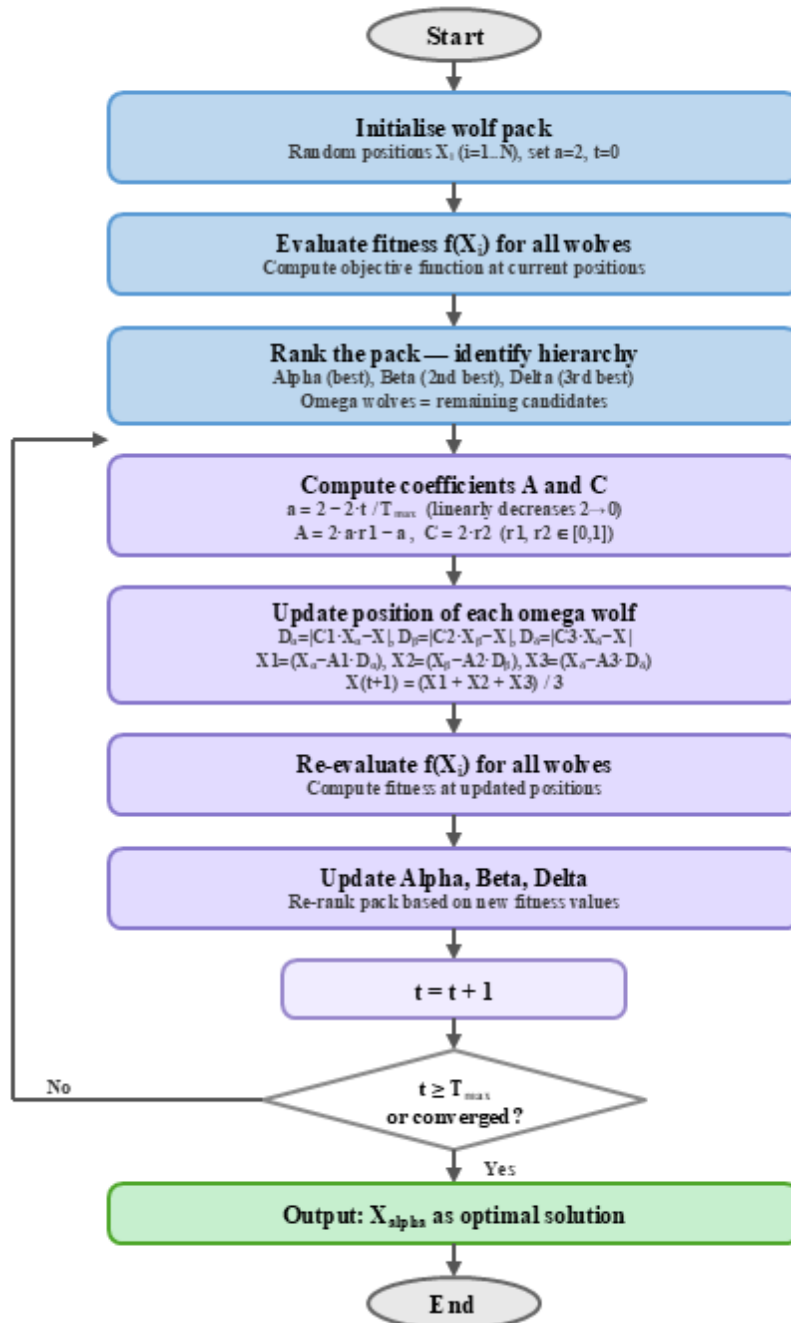 Start
Initialise wolf pack
Random positions Xᵢ (i=1..N), set a=2, t=0
Evaluate fitness f(Xᵢ) for all wolves
Compute objective function at current positions
Rank the pack — identify hierarchy
Alpha (best), Beta (2nd best), Delta (3rd best)
Omega wolves = remaining candidates
Compute coefficients A and C
a = 2 − 2·t /Tₘₐₓ (linearly decreases 2→0)
A = 2·a·r1 − a , C = 2·r2 (r1, r2 ∈ [0,1])
Update position of each omega wolf
Dα=|C1·Xα−X|, Dᵦ=|C2·Xᵦ−X|, Dδ=|C3·Xδ−X|
X1=(Xα−A1·Dα), X2=(Xᵦ−A2·Dᵦ), X3=(Xδ−A3·Dδ)
X(t+1) = (X1 + X2 + X3) / 3
Re-evaluate f(Xᵢ) for all wolves
Compute fitness at updated positions
Update Alpha, Beta, Delta
Re-rank pack based on new fitness values
t = t + 1
t ≥ Tₘₐₓ
or converged?
No
Yes
Output: Xalpha as optimal solution
End